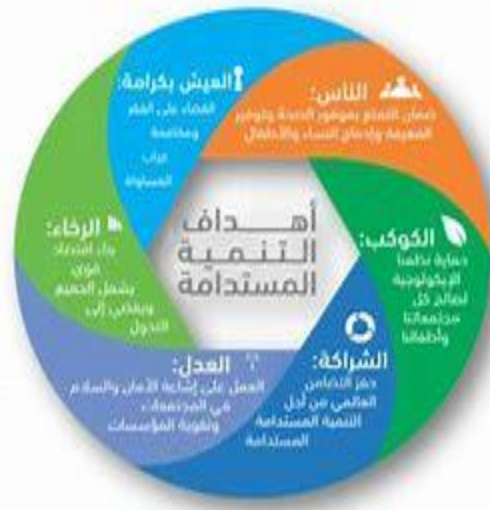 أهداف
التنمية
المستدامة
العيش بكرامة:
القضاء على الفقر
ومكافحة
غياب
المساواة
الناس:
ضمان التمتع بموفور الصحة وتوفير
المعرفة وإدماج النساء والأطفال
الكوكب:
حماية نظمنا
الإيكولوجية
لصالح كل
مجتمعاتنا
وأطفالنا
الشراكة:
حفز التضامن
العالمي من أجل
التنمية المستدامة
المستدامة
العدل:
العمل على إشاعة الأمان والسلام
في المجتمعات
وتقوية المؤسسات
الرخاء:
بناء اقتصاد
قوي
يشمل الجميع
ويفضي إلى
التحول